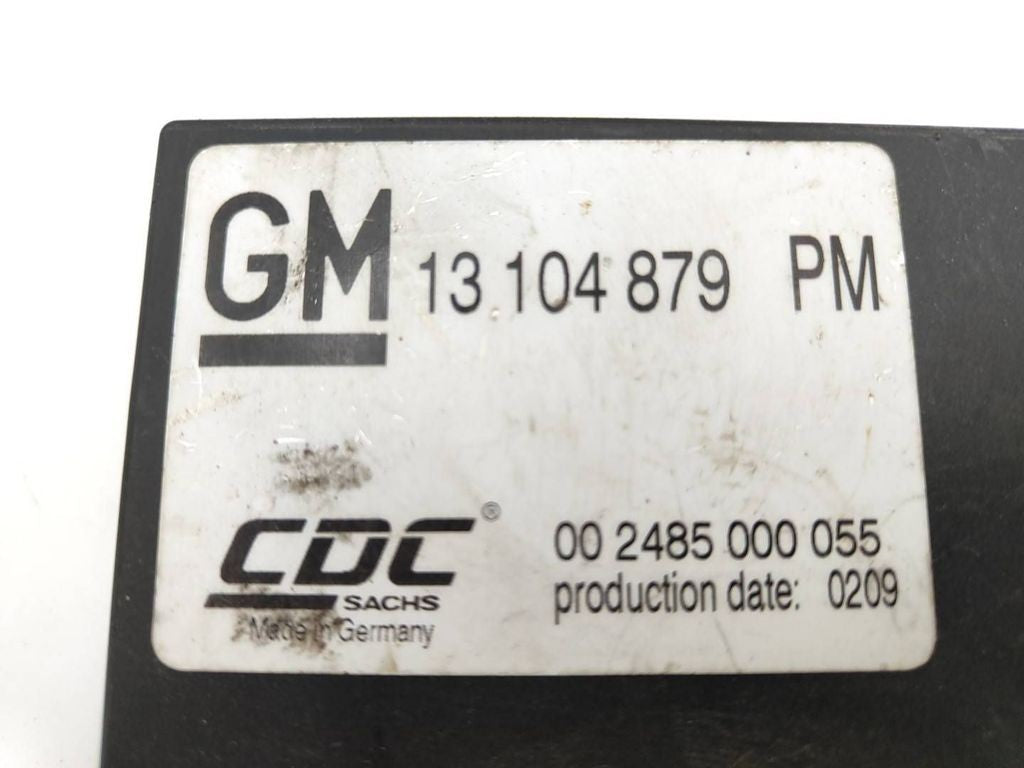 GM 13 104 879 PM
CDC® 00 2485 000 055
SACHS production date: 0209
Made in Germany